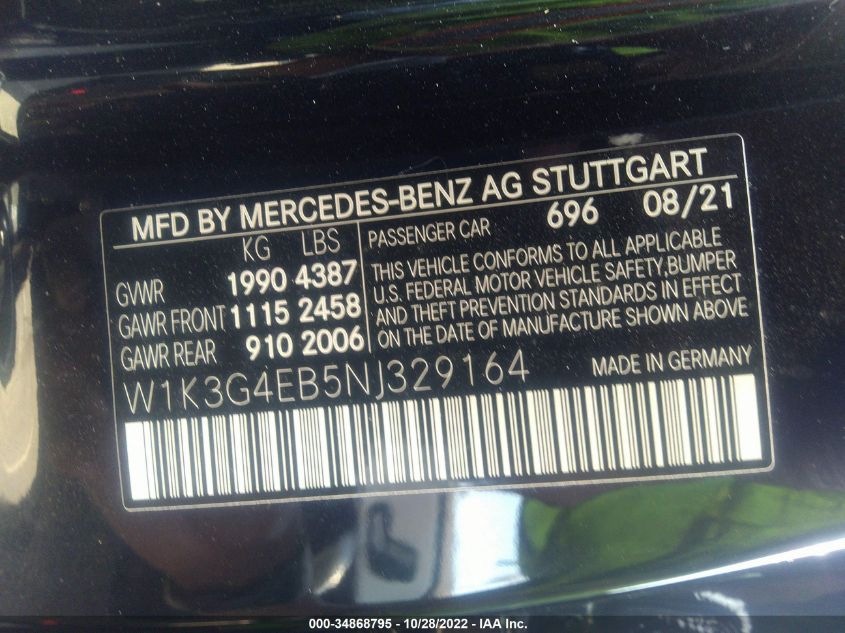 MFD BY MERCEDES-BENZ AG STUTTGART
KG LBS
GVWR 1990 4387
GAWR FRONT 1115 2458
GAWR REAR 910 2006
PASSENGER CAR 696 08/21
THIS VEHICLE CONFORMS TO ALL APPLICABLE
U.S. FEDERAL MOTOR VEHICLE SAFETY,BUMPER
AND THEFT PREVENTION STANDARDS IN EFFECT
ON THE DATE OF MANUFACTURE SHOWN ABOVE
W1K3G4EB5NJ329164
MADE IN GERMANY
000-34868795 - 10/28/2022 - IAA Inc.